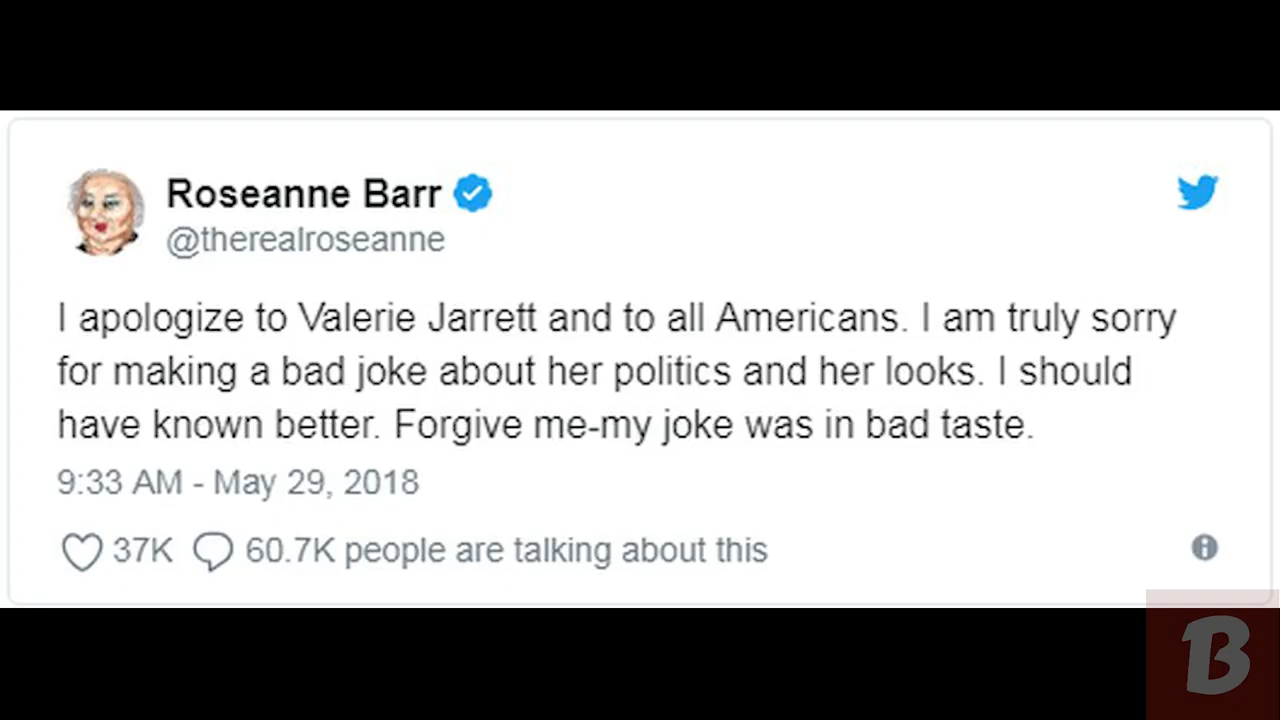 Roseanne Barr
@therealroseanne
I apologize to Valerie Jarrett and to all Americans. I am truly sorry
for making a bad joke about her politics and her looks. I should
have known better. Forgive me-my joke was in bad taste.
9:33 AM - May 29, 2018
37K 60.7K people are talking about this
B